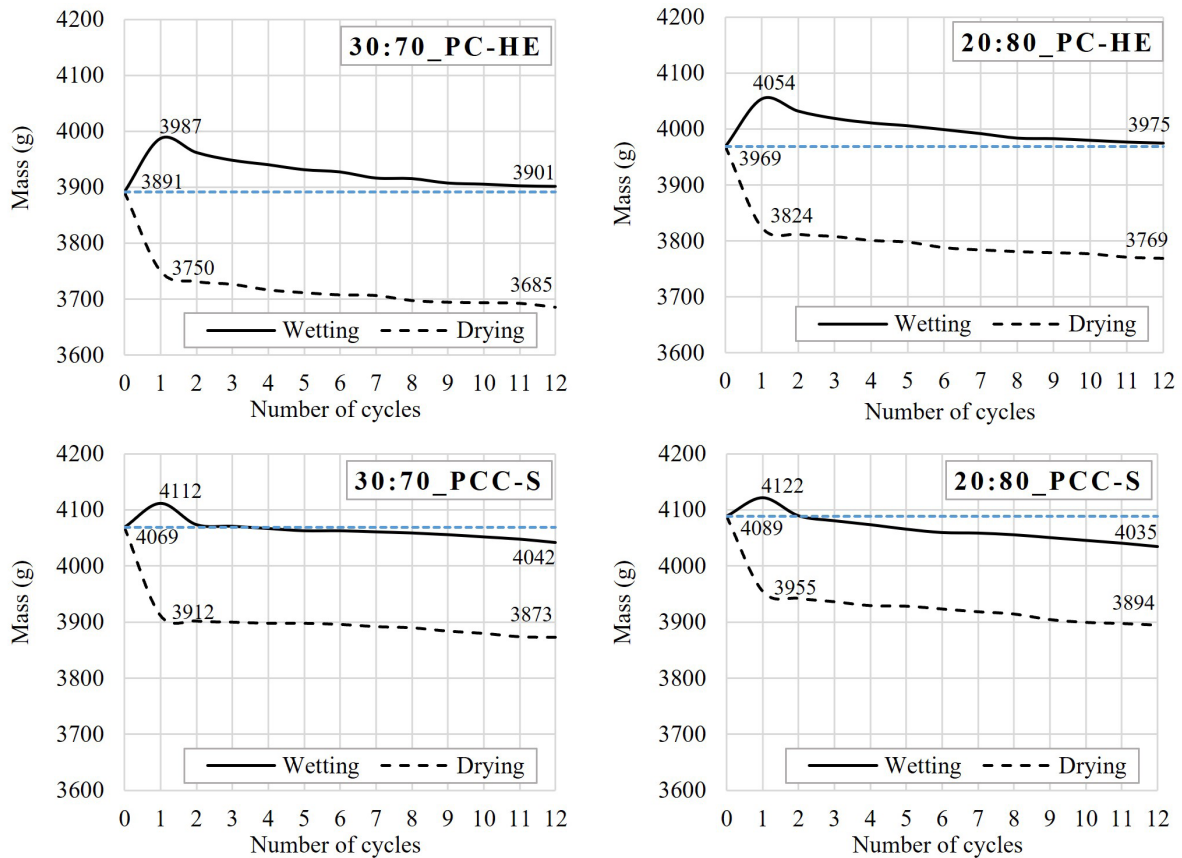 30:70_PC-HE
Mass (g)
4200
4100
4000
3900
3800
3700
3600
3987
3891
3901
3750
3685
Wetting Drying
0 1 2 3 4 5 6 7 8 9 10 11 12
Number of cycles
20:80_PC-HE
Mass (g)
4200
4100
4000
3900
3800
3700
3600
4054
3975
3969
3824
3769
Wetting Drying
0 1 2 3 4 5 6 7 8 9 10 11 12
Number of cycles
30:70_PCC-S
Mass (g)
4200
4100
4000
3900
3800
3700
3600
4112
4069
4042
3912
3873
Wetting Drying
0 1 2 3 4 5 6 7 8 9 10 11 12
Number of cycles
20:80_PCC-S
Mass (g)
4200
4100
4000
3900
3800
3700
3600
4122
4089
4035
3955
3894
Wetting Drying
0 1 2 3 4 5 6 7 8 9 10 11 12
Number of cycles